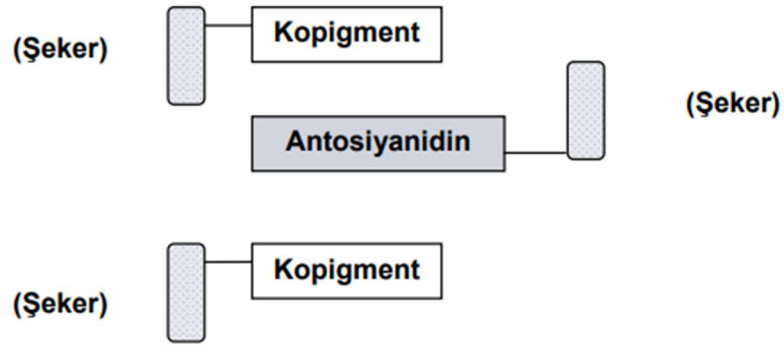 (Şeker)
Kopigment
(Şeker)
Antosiyanidin
(Şeker)
Kopigment